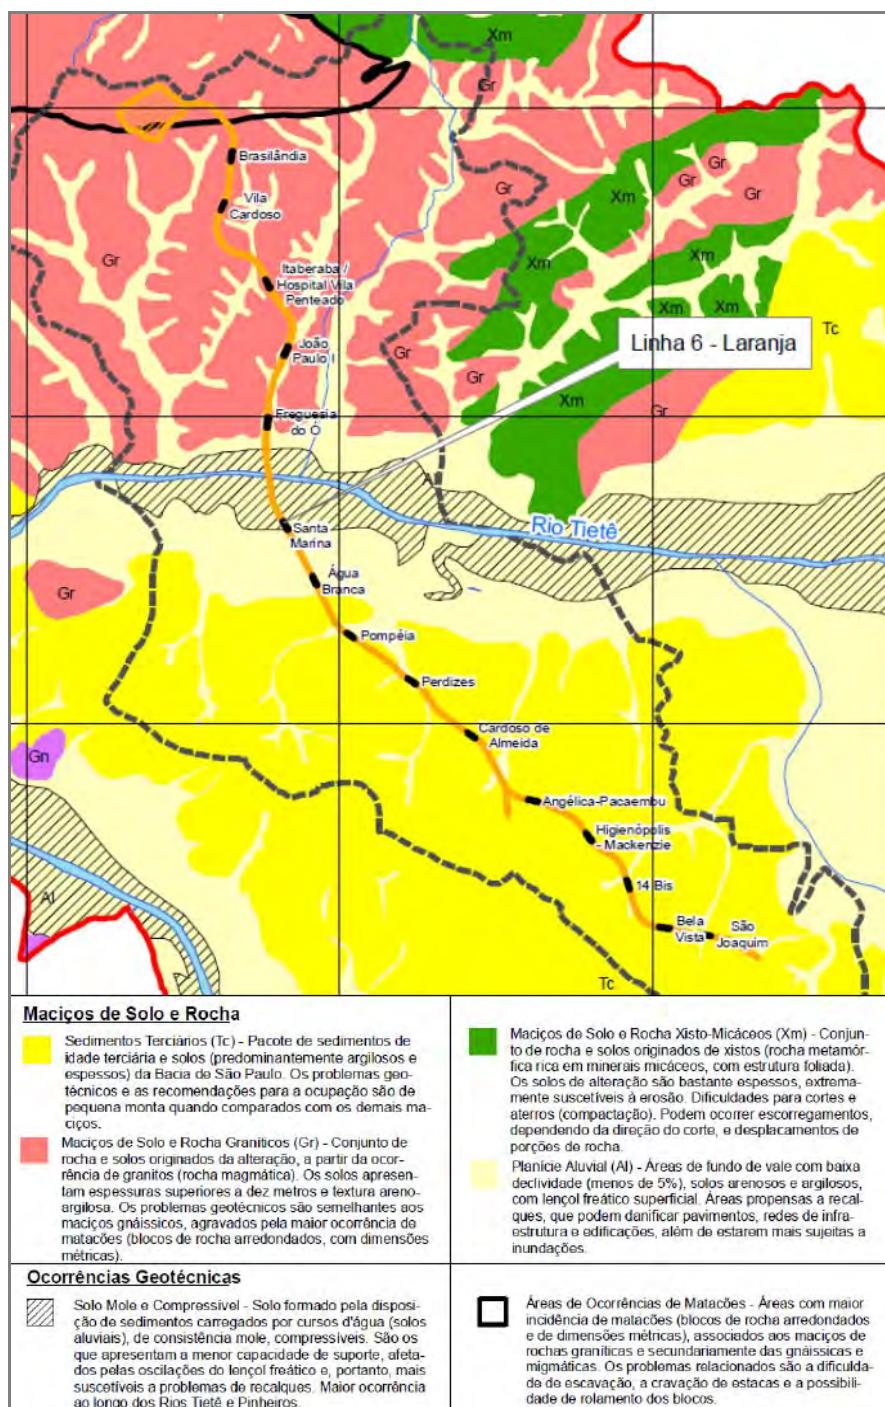 Xm
Gr
Brasilândia
Gr
Gr
Gr
Gr
Xm
Vila
Cardoso
Gr
Xm
Xm
Itaberaba /
Hospital Vila
Penteado
Xm
Xm
Tc
João
Paulo I
Gr
Gr
Linha 6 - Laranja
Xm
Gr
Freguesia
do Ó
A
Rio Tietê
Santa
Marina
Água
Branca
Gr
Pompéia
Perdizes
Cardoso de
Almeida
Gn
Angélica-Pacaembu
Higienópolis
- Mackenzie
14 Bis
Al
Bela
Vista
São
Joaquim
Tc
Maciços de Solo e Rocha
Sedimentos Terciários (Tc) - Pacote de sedimentos de
idade terciária e solos (predominantemente argilosos e
espessos) da Bacia de São Paulo. Os problemas geo-
técnicos e as recomendações para a ocupação são de
pequena monta quando comparados com os demais ma-
ciços.
Maciços de Solo e Rocha Graníticos (Gr) - Conjunto de
rocha e solos originados da alteração, a partir da ocor-
rência de granitos (rocha magmática). Os solos apresen-
tam espessuras superiores a dez metros e textura areno-
argilosa. Os problemas geotécnicos são semelhantes aos
maciços gnáissicos, agravados pela maior ocorrência de
matacões (blocos de rocha arredondados, com dimensões
métricas).
Maciços de Solo e Rocha Xisto-Micáceos (Xm) - Conjun-
to de rocha e solos originados de xistos (rocha metamór-
fica rica em minerais micáceos, com estrutura foliada).
Os solos de alteração são bastante espessos, extrema-
mente suscetíveis à erosão. Dificuldades para cortes e
aterros (compactação). Podem ocorrer escorregamentos,
dependendo da direção do corte, e desplacamentos de
porções de rocha.
Planície Aluvial (Al) - Áreas de fundo de vale com baixa
declividade (menos de 5%), solos arenosos e argilosos,
com lençol freático superficial. Áreas propensas a recal-
ques, que podem danificar pavimentos, redes de infra-
estrutura e edificações, além de estarem mais sujeitas a
inundações.
Ocorrências Geotécnicas
Solo Mole e Compressível - Solo formado pela disposi-
ção de sedimentos carregados por cursos d'água (solos
aluviais), de consistência mole, compressíveis. São os
que apresentam a menor capacidade de suporte, afeta-
dos pelas oscilações do lençol freático e, portanto, mais
suscetíveis a problemas de recalques. Maior ocorrência
ao longo dos Rios Tietê e Pinheiros.
Áreas de Ocorrências de Matacões - Áreas com maior
incidência de matacões (blocos de rocha arredondados
e de dimensões métricas), associados aos maciços de
rochas graníticas e secundariamente das gnáissicas e
migmáticas. Os problemas relacionados são a dificulda-
de de escavação, a cravação de estacas e a possibili-
dade de rolamento dos blocos.